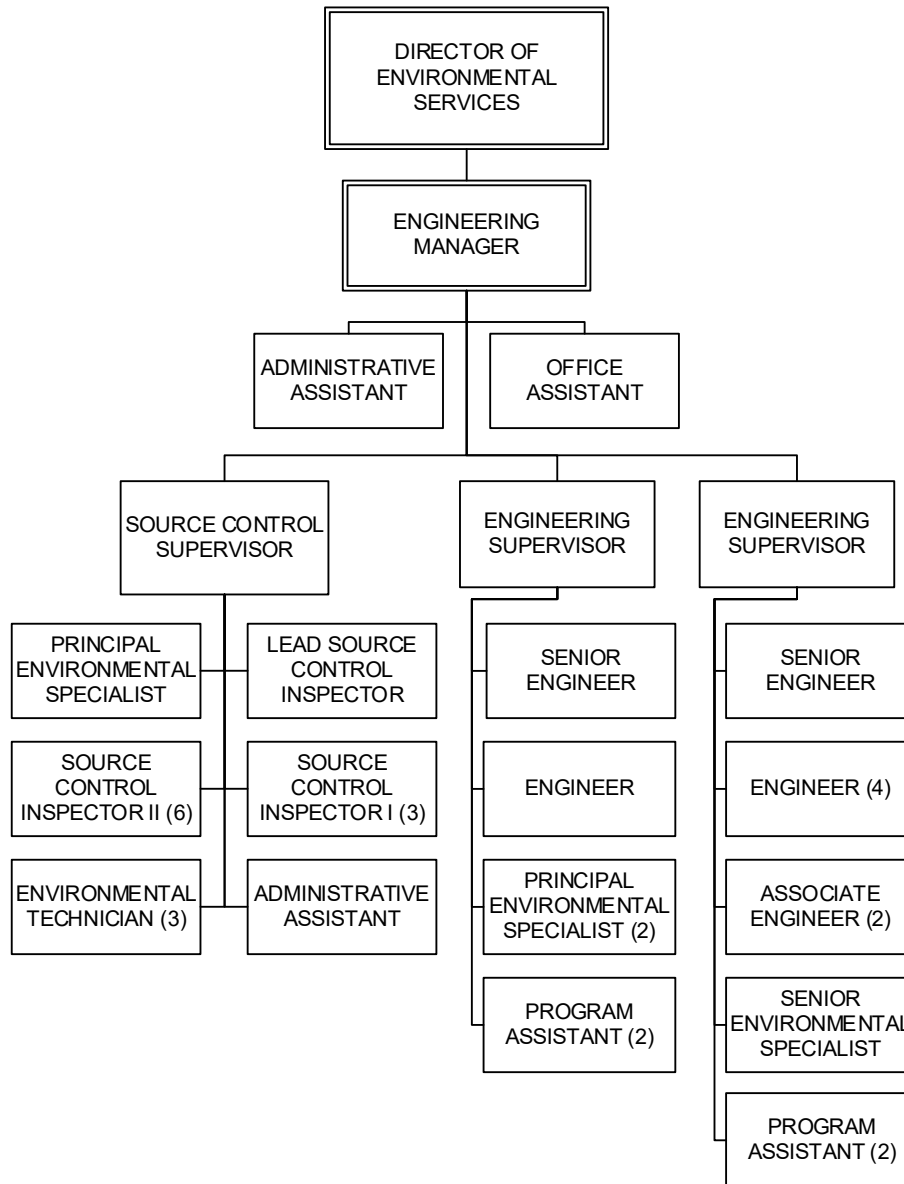 DIRECTOR OF
ENVIRONMENTAL
SERVICES
ENGINEERING
MANAGER
ADMINISTRATIVE
ASSISTANT
OFFICE
ASSISTANT
SOURCE CONTROL
SUPERVISOR
ENGINEERING
SUPERVISOR
ENGINEERING
SUPERVISOR
PRINCIPAL
ENVIRONMENTAL
SPECIALIST
LEAD SOURCE
CONTROL
INSPECTOR
SENIOR
ENGINEER
SENIOR
ENGINEER
SOURCE
CONTROL
INSPECTOR II (6)
SOURCE
CONTROL
INSPECTOR I (3)
ENGINEER
ENGINEER (4)
ENVIRONMENTAL
TECHNICIAN (3)
ADMINISTRATIVE
ASSISTANT
PRINCIPAL
ENVIRONMENTAL
SPECIALIST (2)
ASSOCIATE
ENGINEER (2)
PROGRAM
ASSISTANT (2)
SENIOR
ENVIRONMENTAL
SPECIALIST
PROGRAM
ASSISTANT (2)